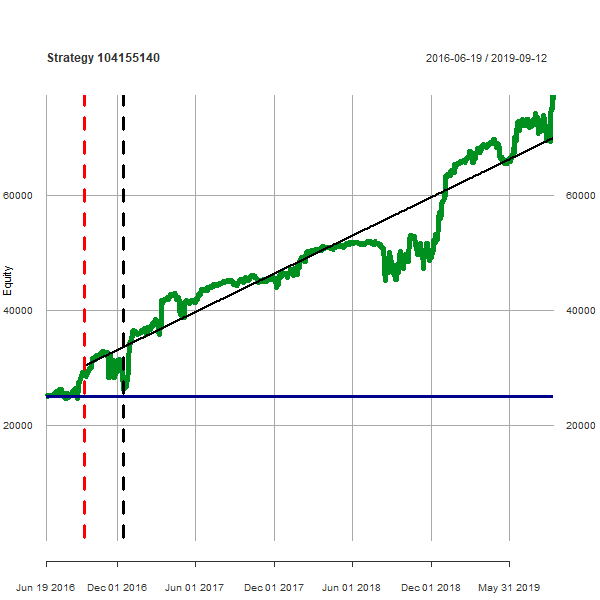 Strategy 104155140
2016-06-19 / 2019-09-12
Equity
60000
60000
40000
40000
20000
20000
Jun 19 2016
Dec 01 2016
Jun 01 2017
Dec 01 2017
Jun 01 2018
Dec 01 2018
May 31 2019